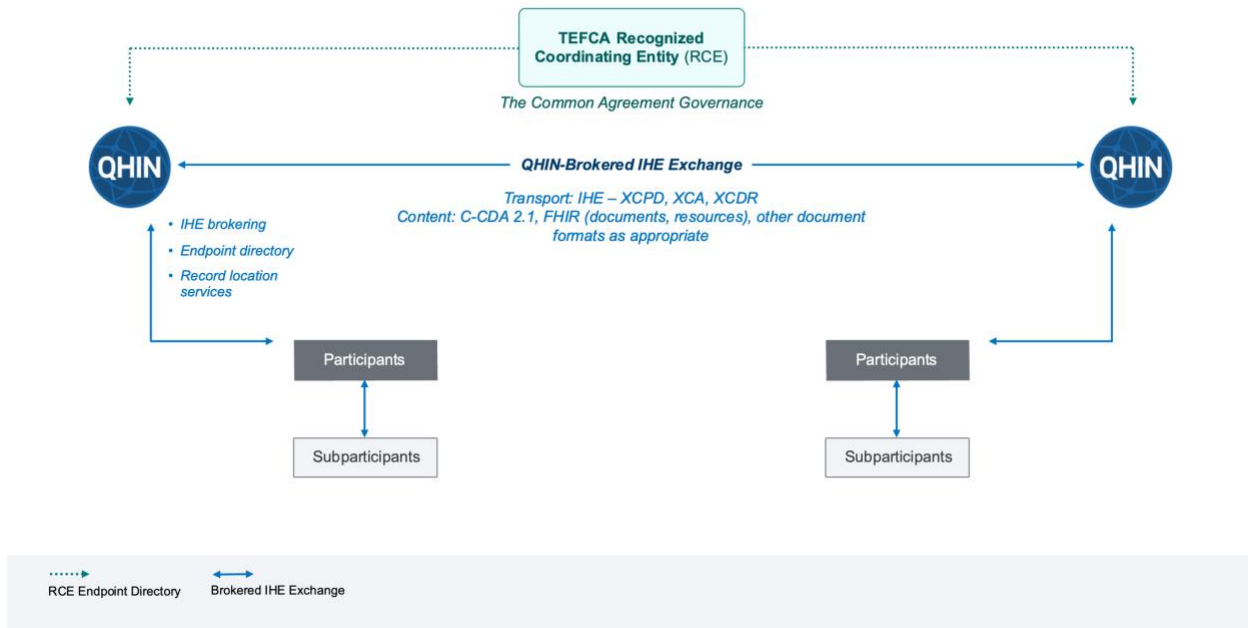 TEFCA Recognized
Coordinating Entity (RCE)
The Common Agreement Governance
QHIN
QHIN-Brokered IHE Exchange
QHIN
Transport: IHE – XCPD, XCA, XCDR
Content: C-CDA 2.1, FHIR (documents, resources), other document
formats as appropriate
• IHE brokering
• Endpoint directory
• Record location
services
Participants
Participants
Subparticipants
Subparticipants
RCE Endpoint Directory
Brokered IHE Exchange